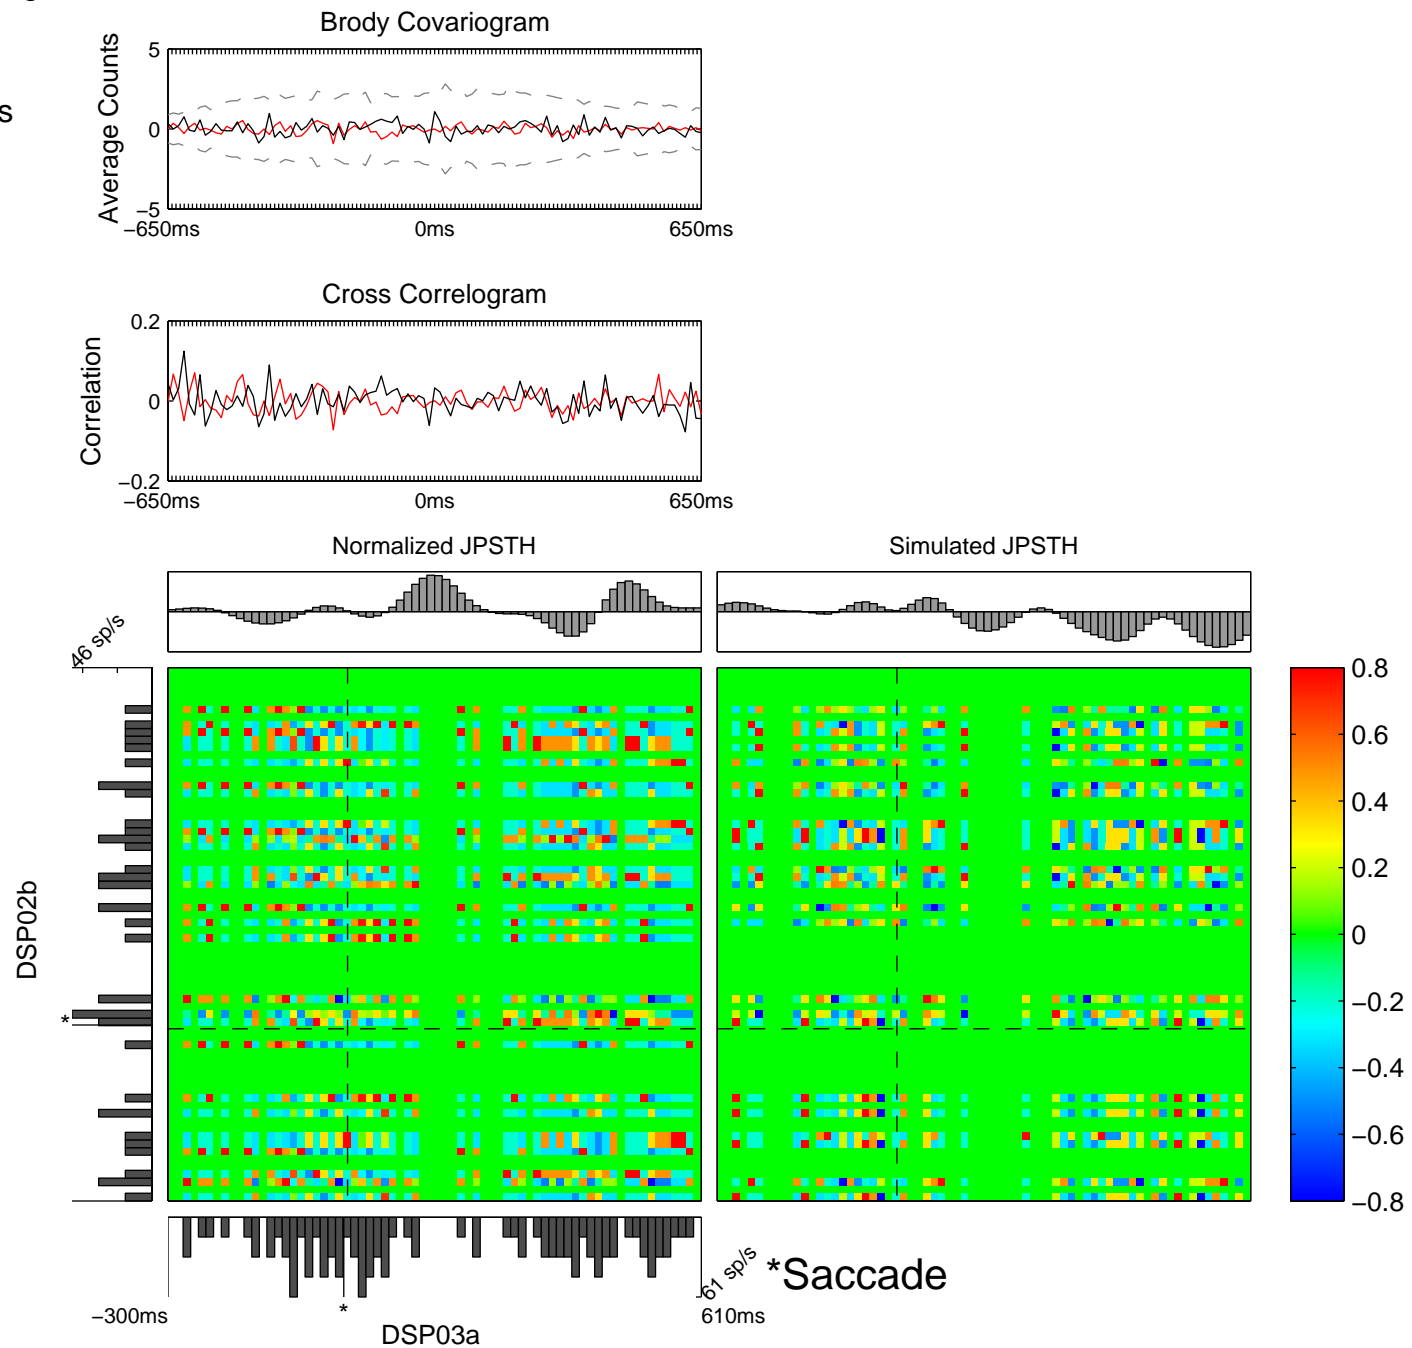 g
Brody Covariogram
s
Average Counts
5
0
−5
−650ms
0ms
650ms
Cross Correlogram
Correlation
0.2
0
−0.2
−650ms
0ms
650ms
Normalized JPSTH
Simulated JPSTH
46 sp/s
DSP02b
*
0.8
0.6
0.4
0.2
0
−0.2
−0.4
−0.6
−0.8
61 sp/s
*Saccade
*
−300ms
610ms
DSP03a